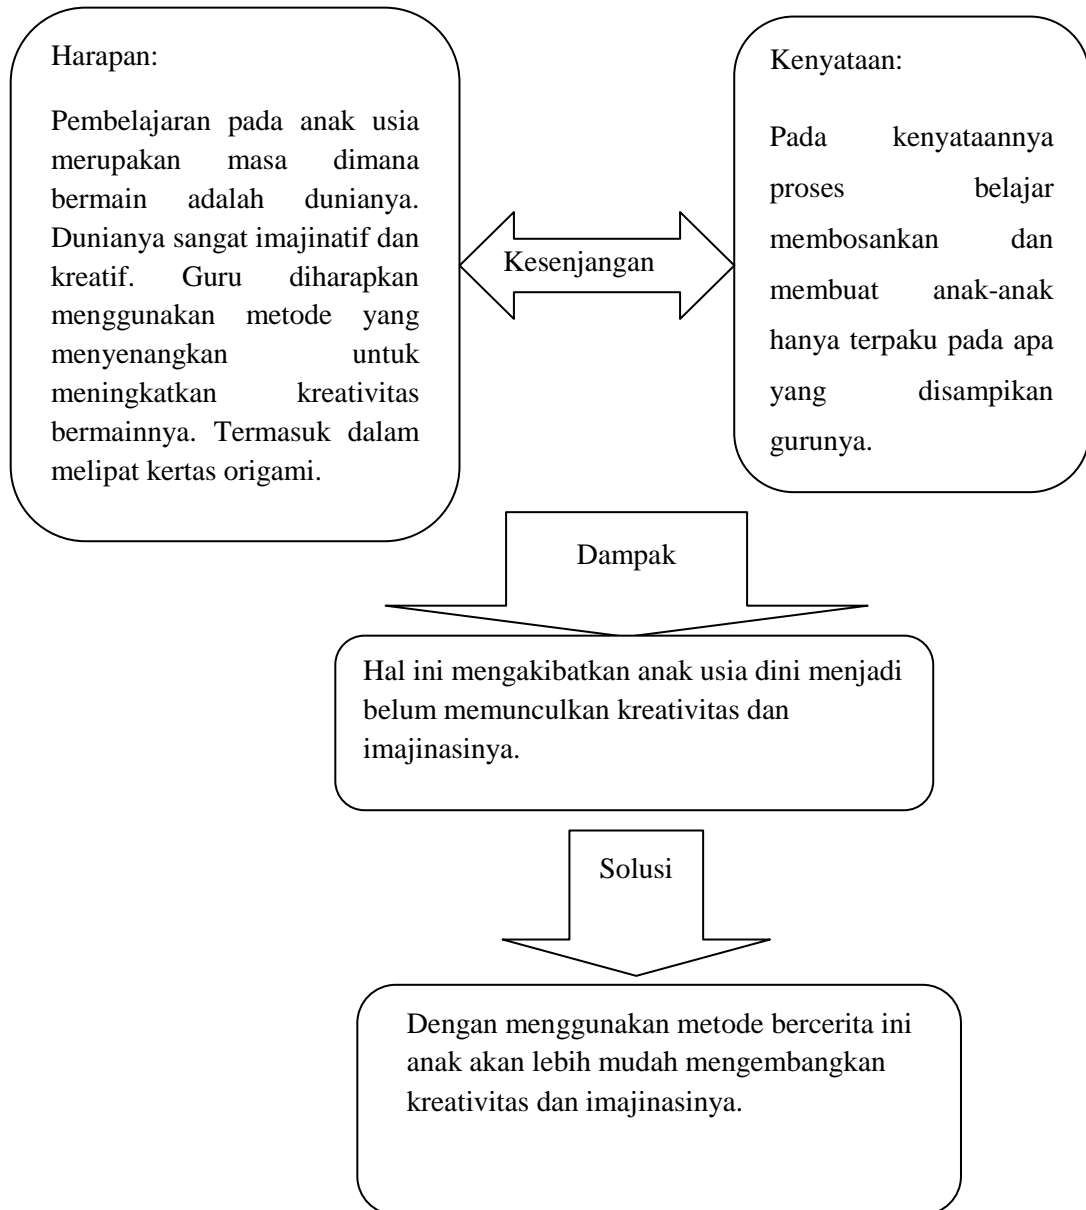 Harapan:
Pembelajaran pada anak usia
merupakan masa dimana
bermain adalah dunianya.
Dunianya sangat imajinatif dan
kreatif. Guru diharapkan
menggunakan metode yang
menyenangkan untuk
meningkatkan kreativitas
bermainnya. Termasuk dalam
melipat kertas origami.
Kesenjangan
Kenyataan:
Pada kenyataannya
proses belajar
membosankan dan
membuat anak-anak
hanya terpaku pada apa
yang disampikan
gurunya.
Dampak
Hal ini mengakibatkan anak usia dini menjadi
belum memunculkan kreativitas dan
imajinasinya.
Solusi
Dengan menggunakan metode bercerita ini
anak akan lebih mudah mengembangkan
kreativitas dan imajinasinya.